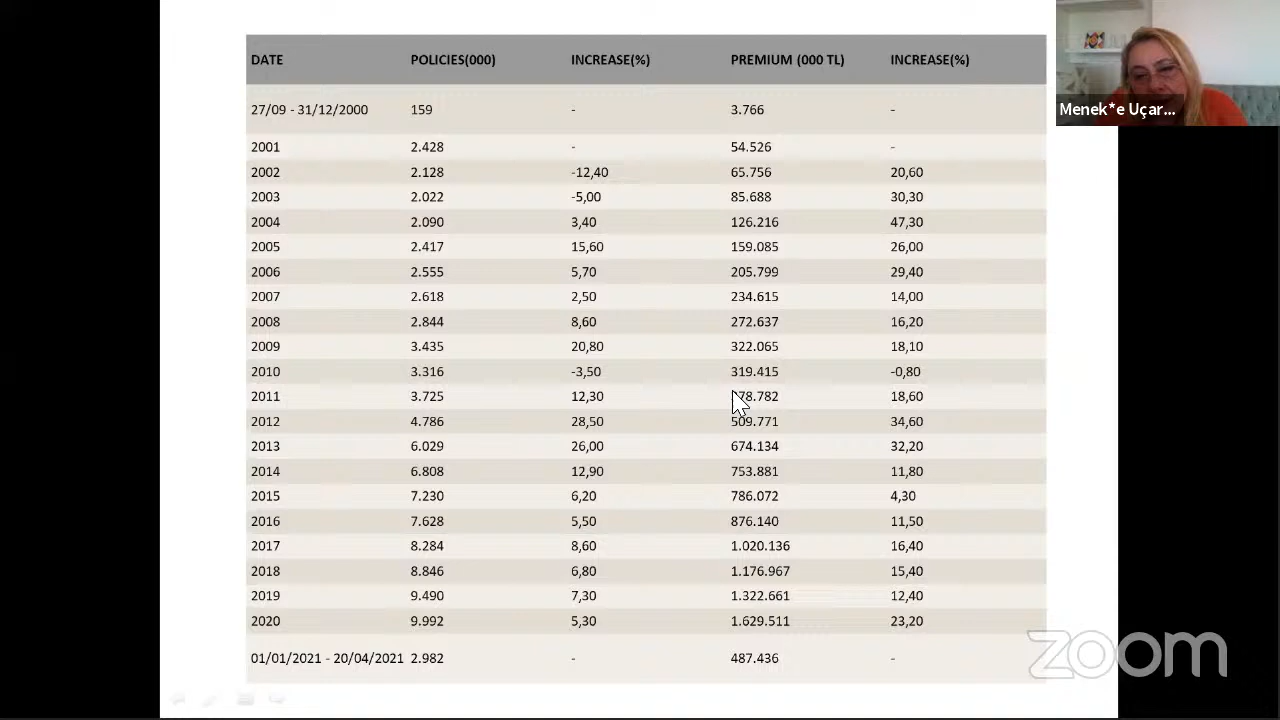 DATE POLICIES(000) INCREASE(%) PREMIUM (000 TL) INCREASE(%)
27/09 - 31/12/2000 159 - 3.766 -
2001 2.428 - 54.526 -
2002 2.128 -12,40 65.756 20,60
2003 2.022 -5,00 85.688 30,30
2004 2.090 3,40 126.216 47,30
2005 2.417 15,60 159.085 26,00
2006 2.555 5,70 205.799 29,40
2007 2.618 2,50 234.615 14,00
2008 2.844 8,60 272.637 16,20
2009 3.435 20,80 322.065 18,10
2010 3.316 -3,50 319.415 -0,80
2011 3.725 12,30 18,60
2012 4.786 28,50 509.771 34,60
2013 6.029 26,00 674.134 32,20
2014 6.808 12,90 753.881 11,80
2015 7.230 6,20 786.072 4,30
2016 7.628 5,50 876.140 11,50
2017 8.284 8,60 1.020.136 16,40
2018 8.846 6,80 1.176.967 15,40
2019 9.490 7,30 1.322.661 12,40
2020 9.992 5,30 1.629.511 23,20
01/01/2021 - 20/04/2021 2.982 - 487.436 -
Menek*e Uçar...
zoom